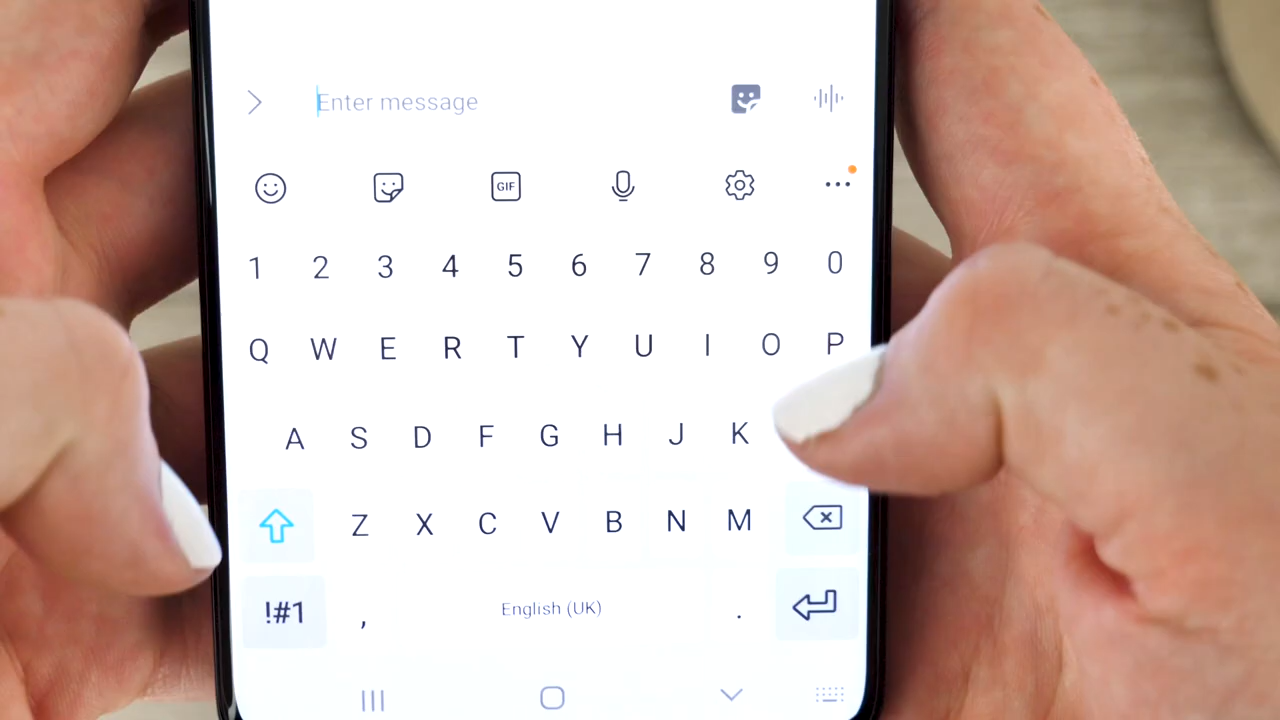 Enter message
GIF
1 2 3 4 5 6 7 8 9 0
Q W E R T Y U I O P
A S D F G H J K
Z X C V B N M
!#1 , English (UK) .